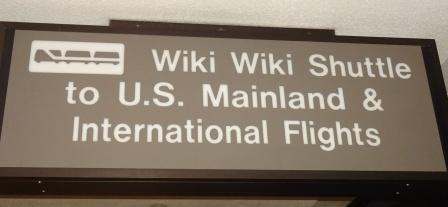 Wiki Wiki Shuttle
to U.S. Mainland &
International Flights